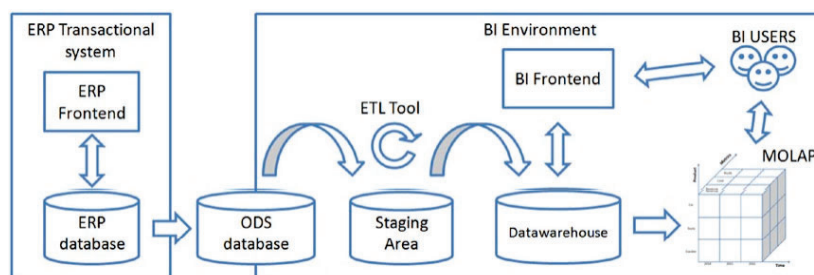 ERP Transactional
system
BI Environment
BI USERS
ERP
Frontend
BI Frontend
ETL Tool
MOLAP
ERP
database
ODS
database
Staging
Area
Datawarehouse
Time